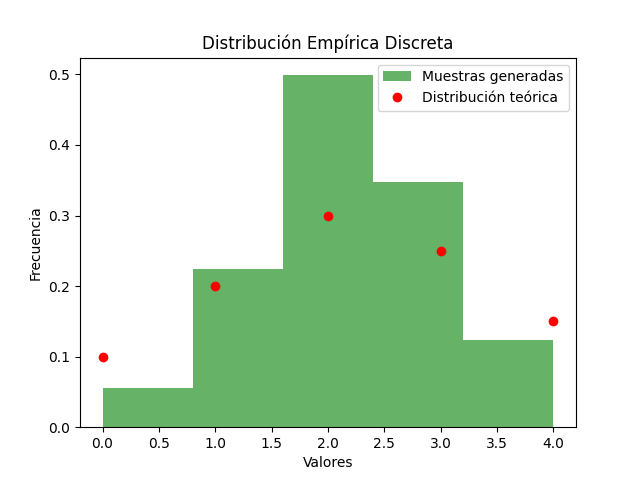 Distribución Empírica Discreta
Muestras generadas
Distribución teórica
Frecuencia
0.5
0.4
0.3
0.2
0.1
0.0
0.0 0.5 1.0 1.5 2.0 2.5 3.0 3.5 4.0
Valores